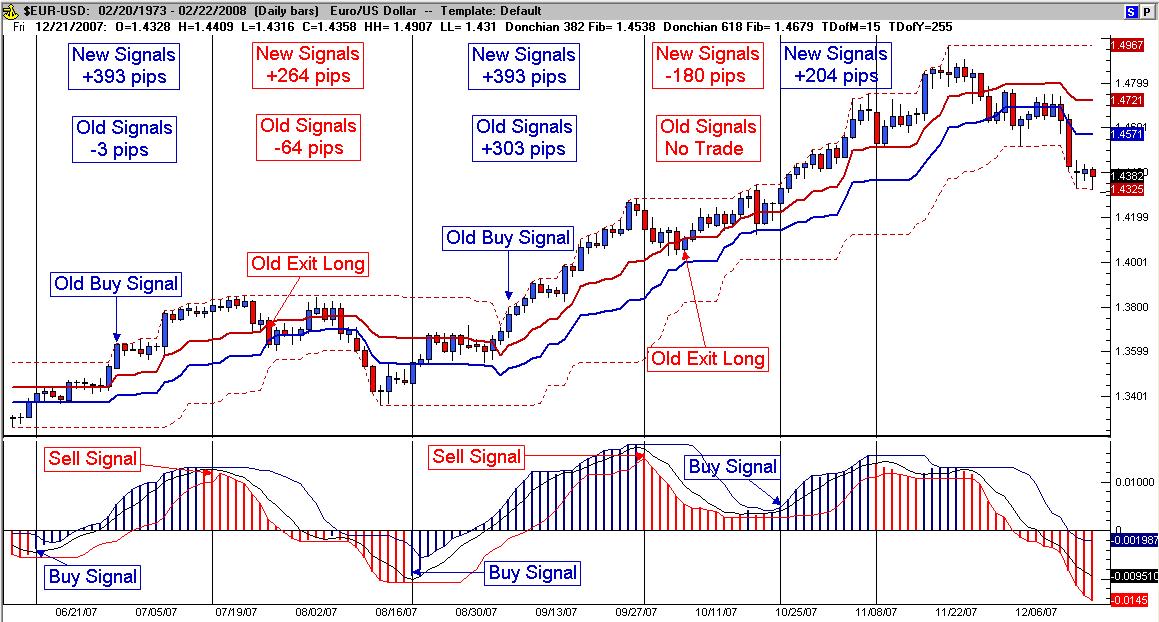 $EUR-USD: 02/20/1973 - 02/22/2008 (Daily bars) Euro/US Dollar -- Template: Default
S P
Fri 12/21/2007: O=1.4328 H=1.4409 L=1.4316 C=1.4358 HH= 1.4907 LL= 1.431 Donchian 382 Fib= 1.4538 Donchian 618 Fib= 1.4679 TDofM=15 TDofY=255
New Signals
+393 pips
New Signals
+264 pips
New Signals
+393 pips
New Signals
-180 pips
New Signals
+204 pips
Old Signals
-3 pips
Old Signals
-64 pips
Old Signals
+303 pips
Old Signals
No Trade
Old Buy Signal
Old Exit Long
Old Buy Signal
Old Exit Long
1.4967
1.4799
1.4721
1.4571
1.4382
1.4325
1.4199
1.4001
1.3800
1.3599
1.3401
Sell Signal
Buy Signal
Sell Signal
Buy Signal
Buy Signal
0.01000
0
-0.001987
-0.009510
-0.0145
06/21/07 07/05/07 07/19/07 08/02/07 08/16/07 08/30/07 09/13/07 09/27/07 10/11/07 10/25/07 11/08/07 11/22/07 12/06/07